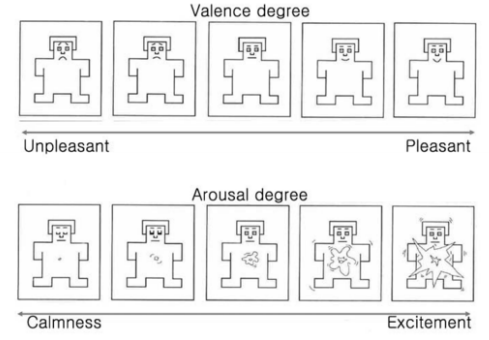 Valence degree
Unpleasant Pleasant
Arousal degree
Calmness Excitement